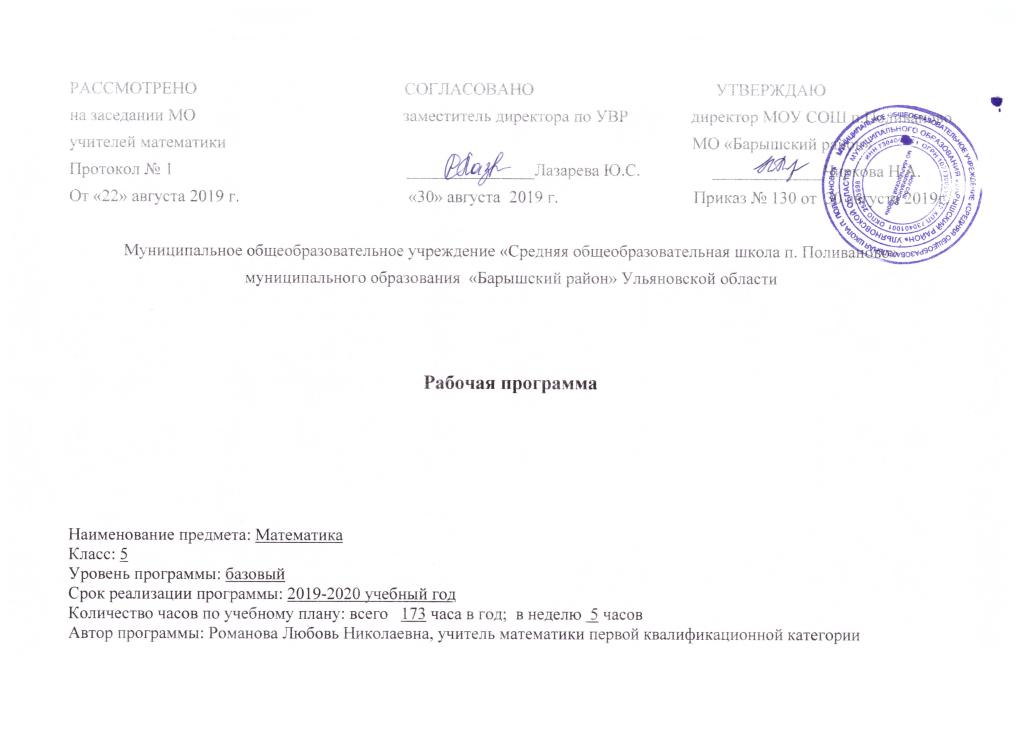 РАССМОТРЕНО
на заседании МО
учителей математики
Протокол № 1
От «22» августа 2019 г.
СОГЛАСОВАНО
заместитель директора по УВР
Лазарева Ю.С.
«30» августа 2019 г.
УТВЕРЖДАЮ
директор МОУ СОШ п.Поливаново
МО «Барышский район»
Н.А.
Приказ № 130 от августа 2019г.
Муниципальное общеобразовательное учреждение «Средняя общеобразовательная школа п. Поливаново»
муниципального образования «Барышский район» Ульяновской области
Рабочая программа
Наименование предмета: Математика
Класс: 5
Уровень программы: базовый
Срок реализации программы: 2019-2020 учебный год
Количество часов по учебному плану: всего 173 часа в год; в неделю 5 часов
Автор программы: Романова Любовь Николаевна, учитель математики первой квалификационной категории